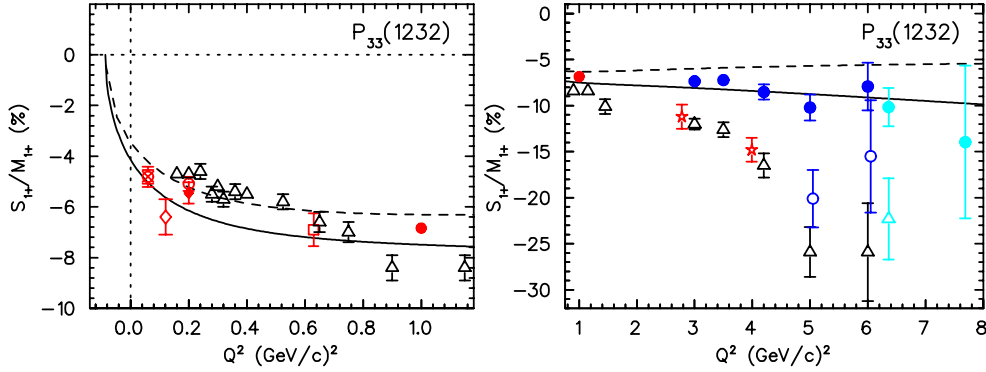 P₃₃(1232)
S₁₊/M₁₊ (%)
0
−2
−4
−6
−8
−10
0.0 0.2 0.4 0.6 0.8 1.0
Q² (GeV/c)²
P₃₃(1232)
S₁₊/M₁₊ (%)
0
−5
−10
−15
−20
−25
−30
1 2 3 4 5 6 7 8
Q² (GeV/c)²